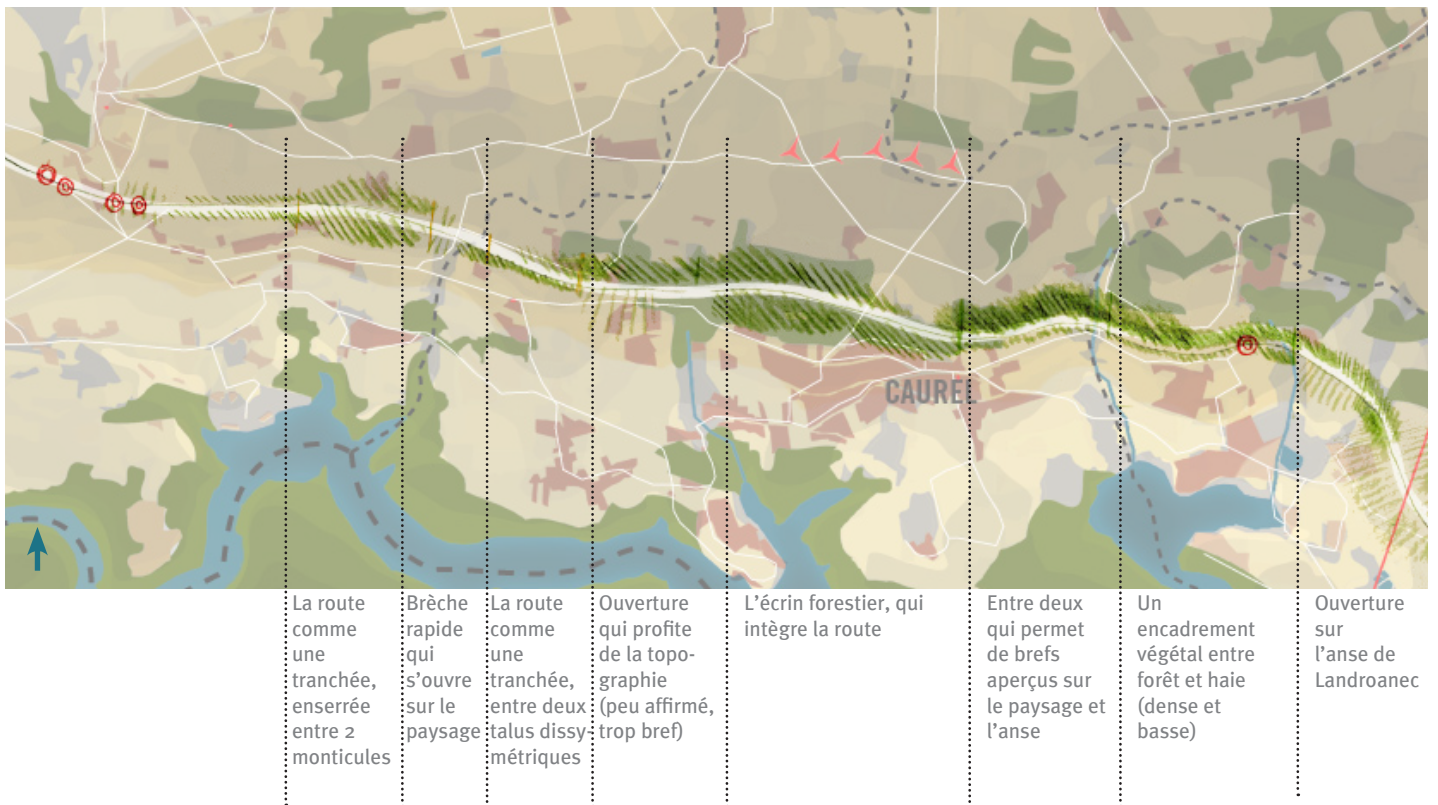 CAUREL
La route
comme
une
tranchée,
enserrée
entre 2
monticules
Brèche
rapide
qui
s’ouvre
sur le
paysage
La route
comme
une
tranchée,
entre deux
talus dissy-
métriques
Ouverture
qui profite
de la topo-
graphie
(peu affirmé,
trop bref)
L’écrin forestier, qui
intègre la route
Entre deux
qui permet
de brefs
aperçus sur
le paysage et
l’anse
Un
encadrement
végétal entre
forêt et haie
(dense et
basse)
Ouverture
sur
l’anse de
Landroanec